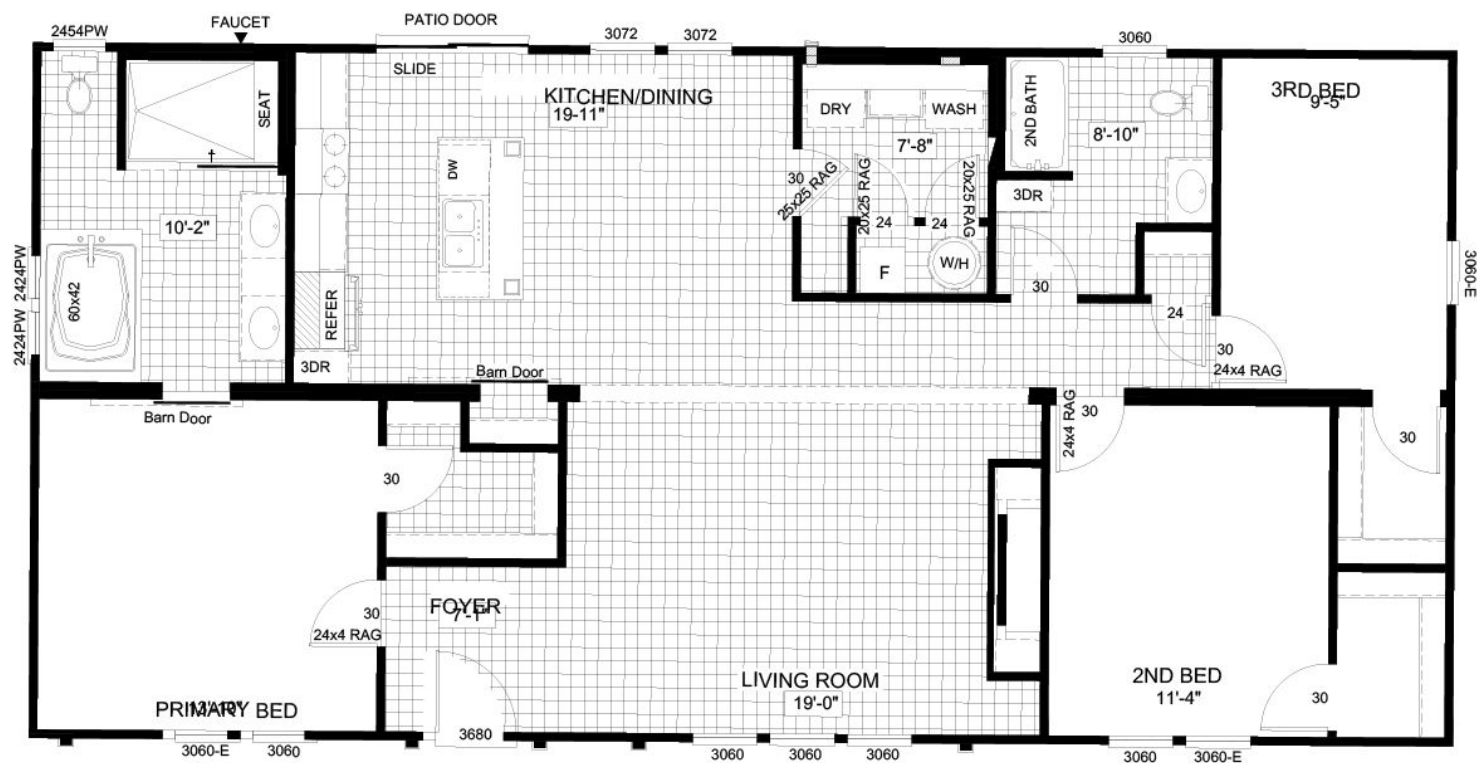 2454PW
FAUCET
PATIO DOOR
3072
3072
3060
SLIDE
SEAT
KITCHEN/DINING
19-11"
DRY
WASH
2ND BATH
3RD BED
9'-5"
8'-10"
7'-8"
DW
30
25x25 RAG
20x25 RAG
20x25 RAG
24
24
3DR
10'-2"
F
W/H
30
2424PW
2424PW
60x42
REFER
3DR
24
30
24x4 RAG
3060-E
Barn Door
Barn Door
30
24x4 RAG
30
30
FOYER
7'-1"
30
24x4 RAG
LIVING ROOM
19'-0"
2ND BED
11'-4"
30
PRIMARY BED
13'-10"
3060-E
3060
3680
3060
3060
3060
3060
3060-E